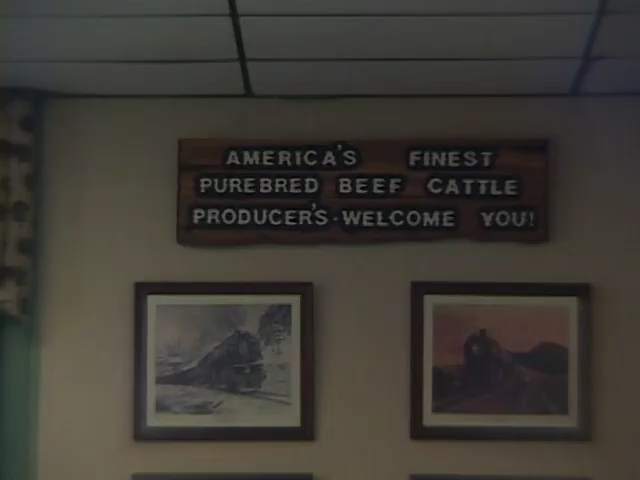 AMERICA'S FINEST
PUREBRED BEEF CATTLE
PRODUCER'S-WELCOME YOU!